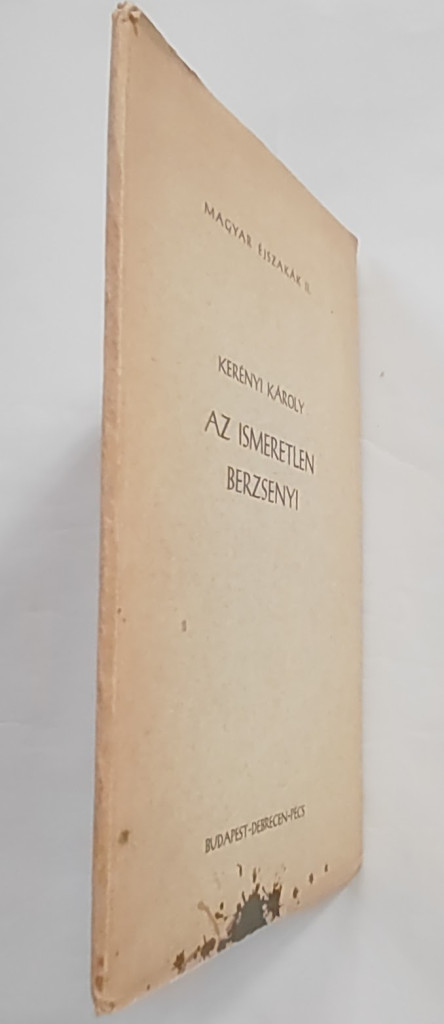 MAGYAR ÉJSZAKÁK II.
KERÉNYI KÁROLY
AZ ISMERETLEN
BERZSENYI
BUDAPEST-DEBRECEN-PÉCS